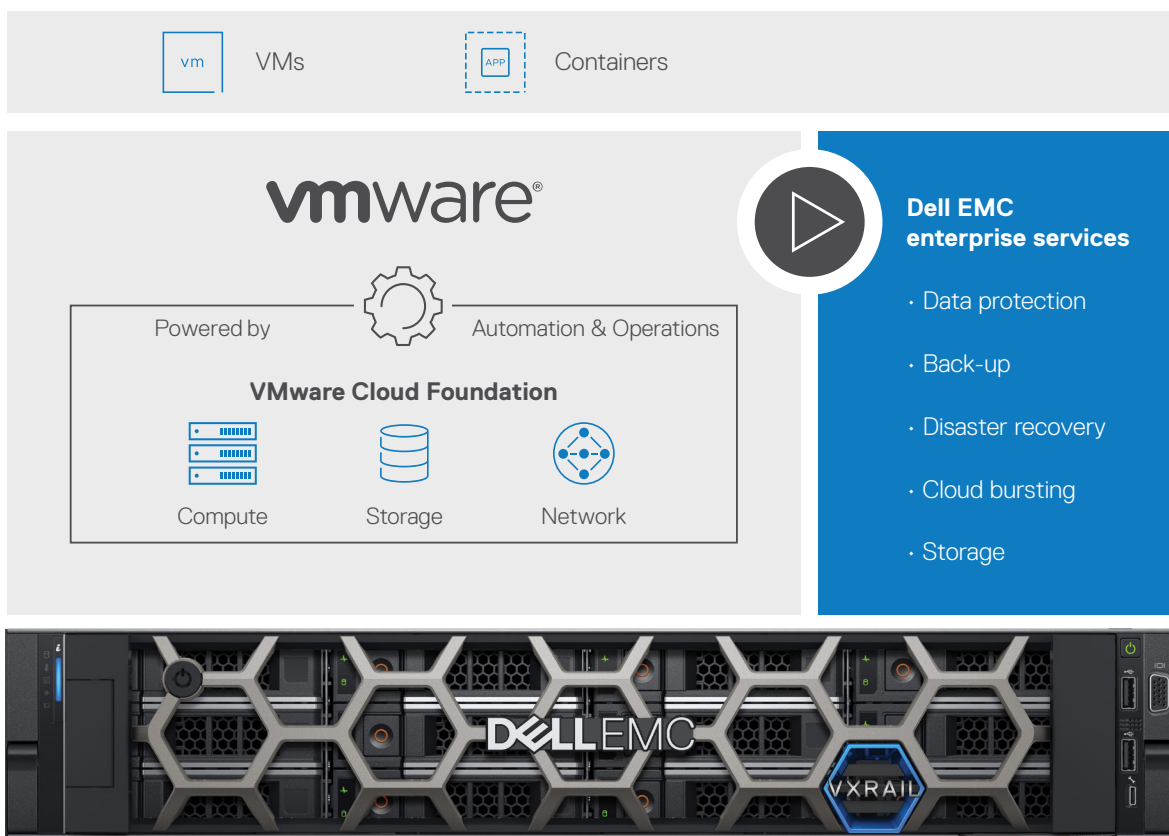 vm
VMs
APP
Containers
vmware®
Powered by
Automation & Operations
VMware Cloud Foundation
Compute
Storage
Network
Dell EMC
enterprise services
· Data protection
· Back-up
· Disaster recovery
· Cloud bursting
· Storage
DELLEMC
VXRAIL